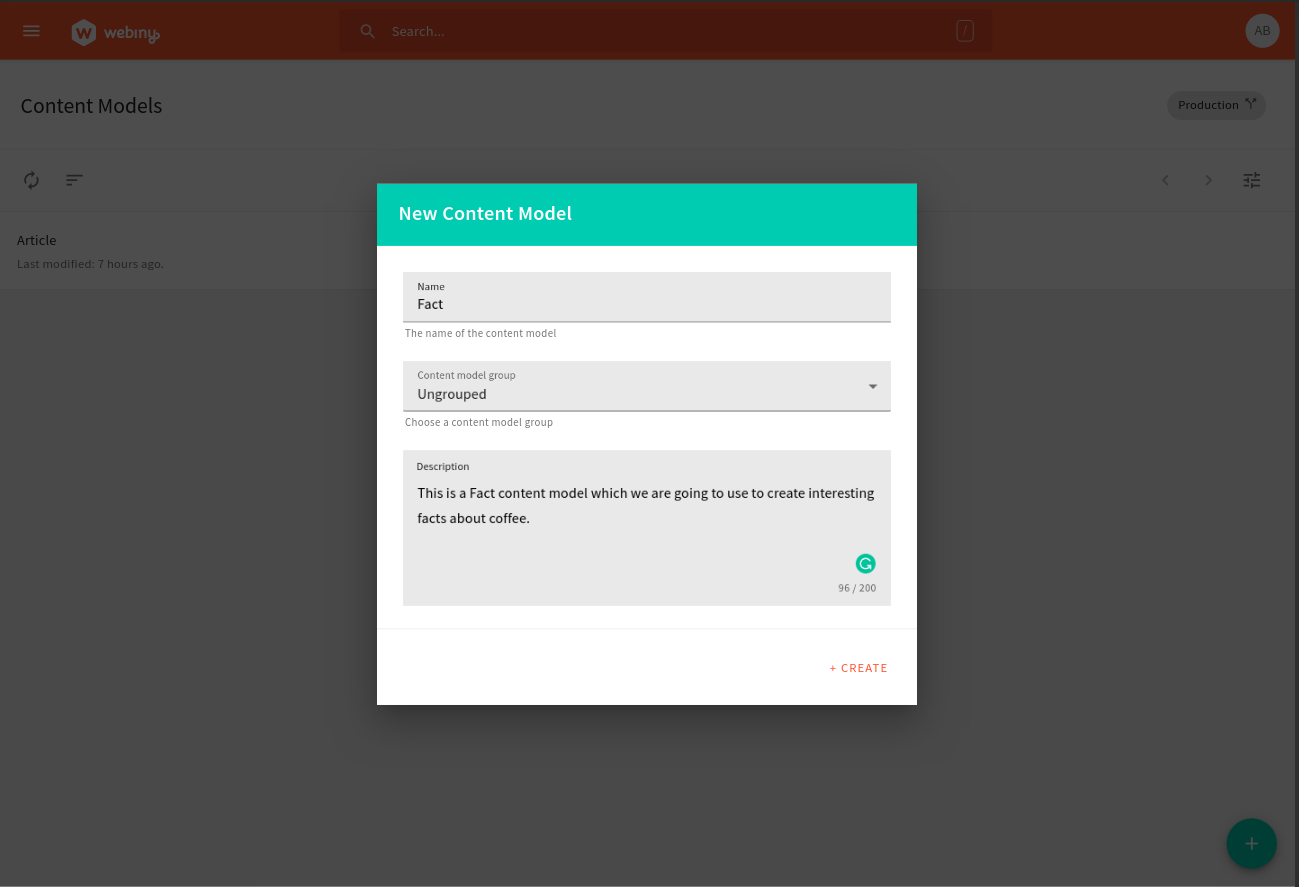 webiny
Search...
/
AB
Content Models
Production
Article
Last modified: 7 hours ago.
New Content Model
Name
Fact
The name of the content model
Content model group
Ungrouped
Choose a content model group
Description
This is a Fact content model which we are going to use to create interesting
facts about coffee.
96 / 200
+ CREATE